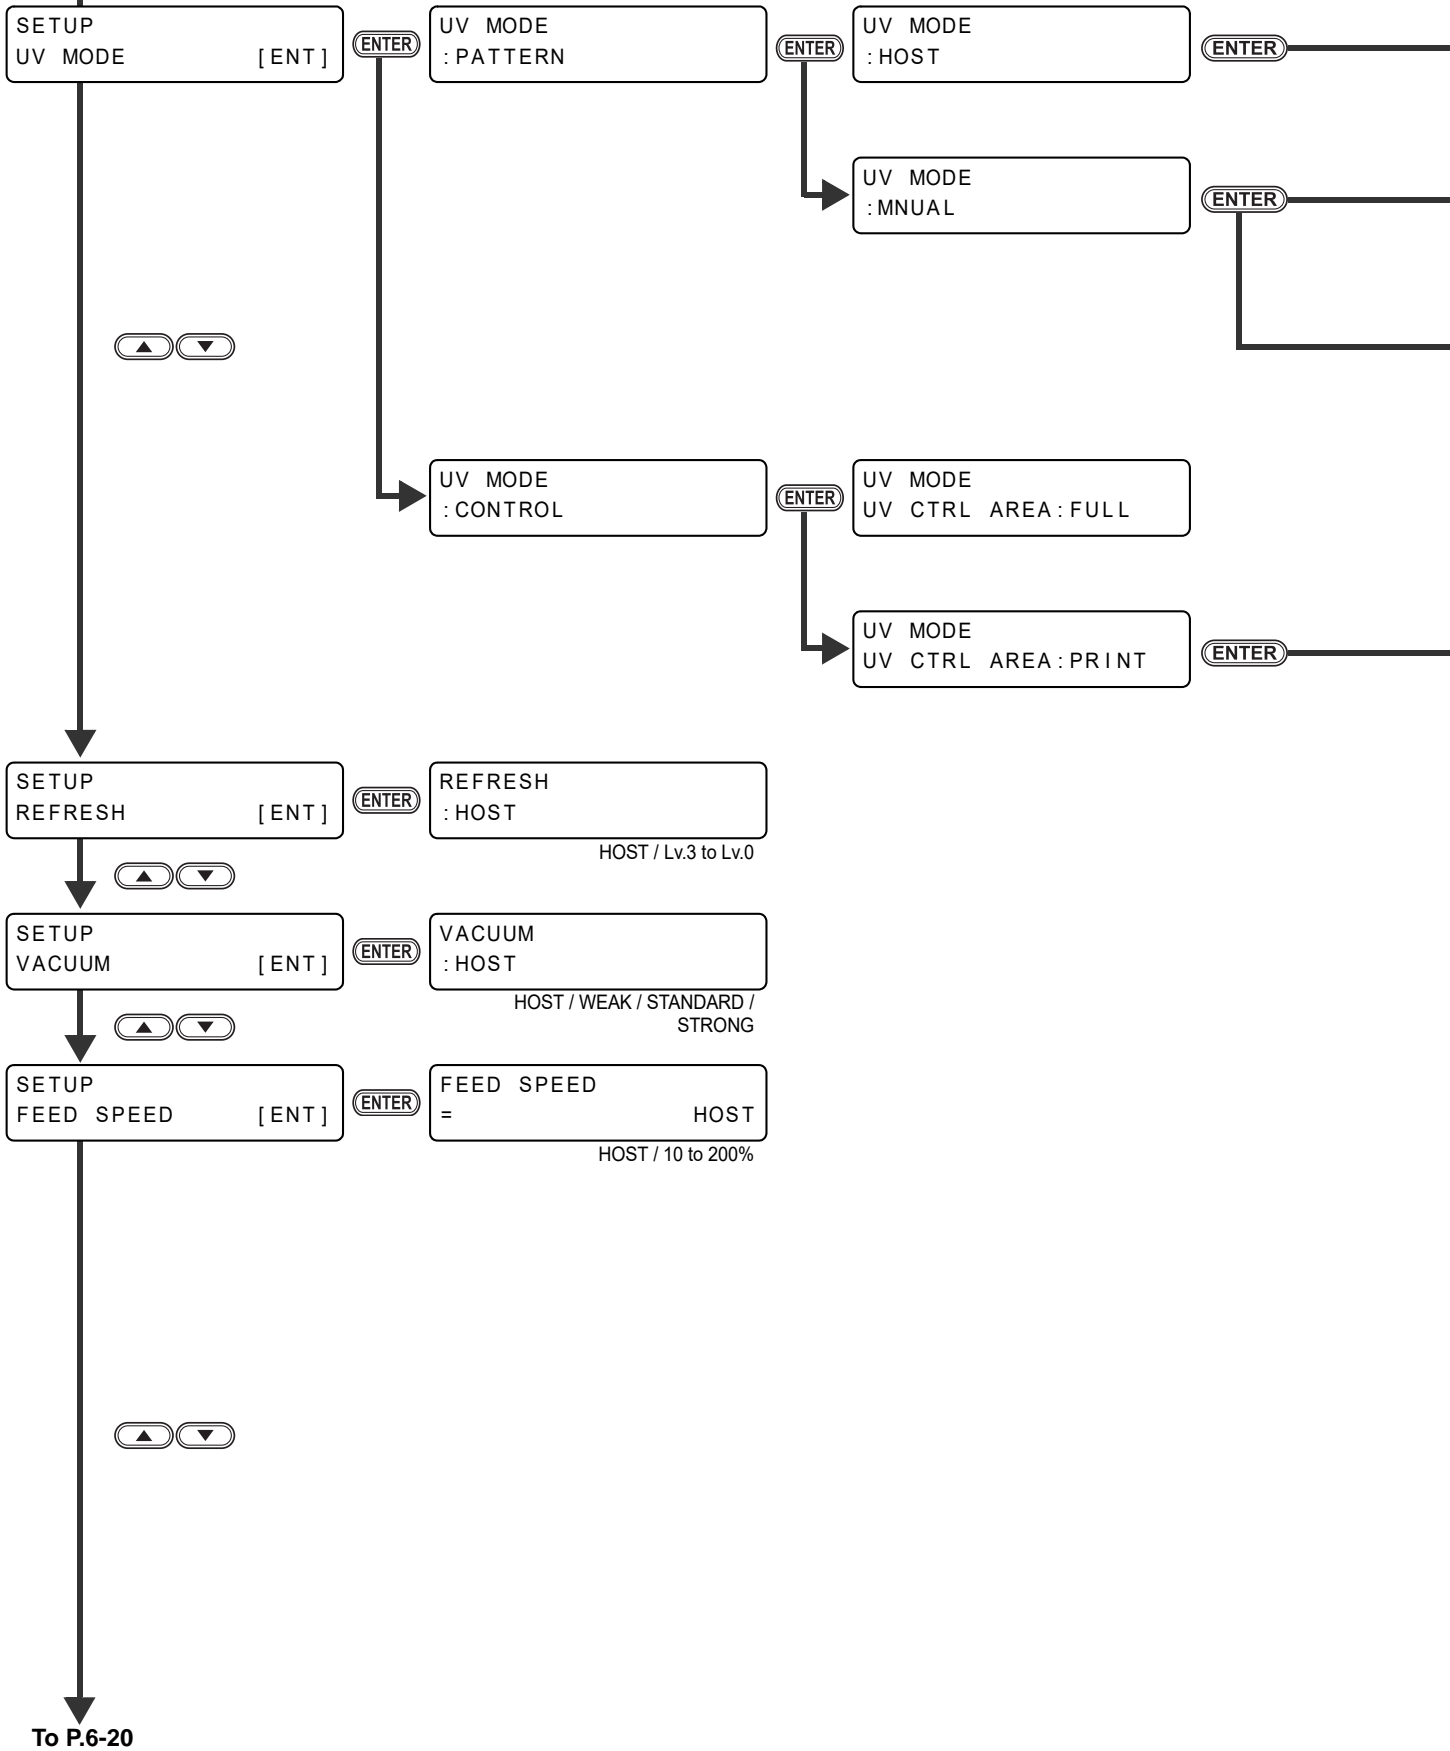 SETUP
UV MODE [ENT]
ENTER
UV MODE
:PATTERN
ENTER
UV MODE
:HOST
ENTER
UV MODE
:MNUAL
ENTER
UV MODE
:CONTROL
ENTER
UV MODE
UV CTRL AREA:FULL
UV MODE
UV CTRL AREA:PRINT
ENTER
SETUP
REFRESH [ENT]
ENTER
REFRESH
:HOST
HOST / Lv.3 to Lv.0
SETUP
VACUUM [ENT]
ENTER
VACUUM
:HOST
HOST / WEAK / STANDARD /
STRONG
SETUP
FEED SPEED [ENT]
ENTER
FEED SPEED
= HOST
HOST / 10 to 200%
To P.6-20